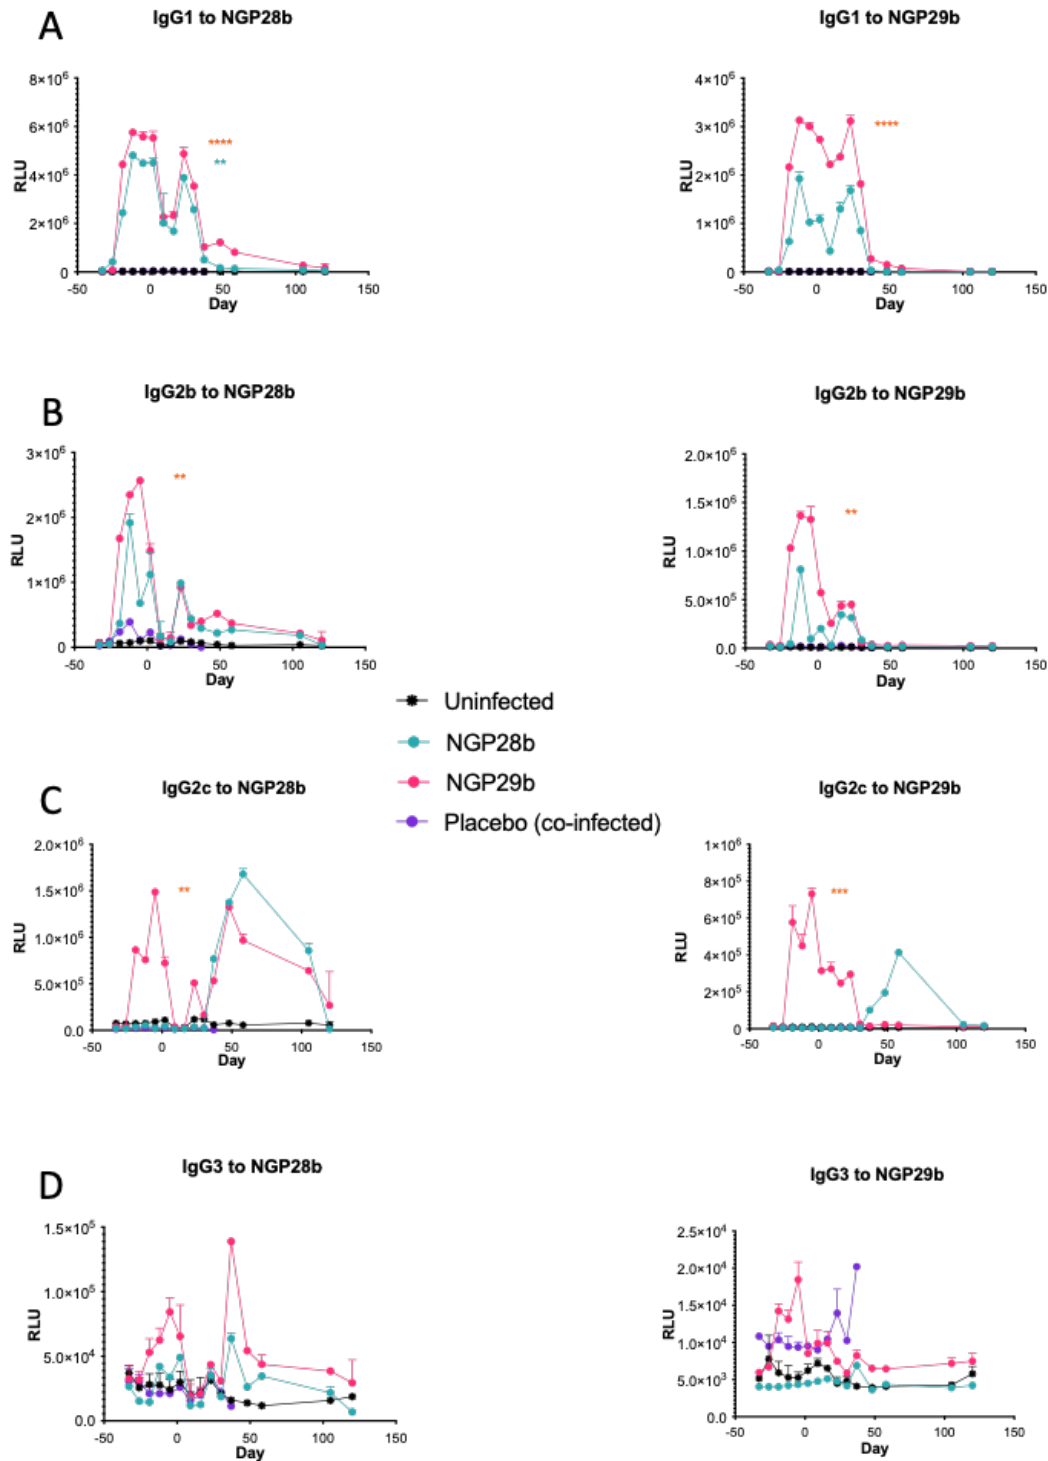 A
IgG1 to NGP28b
8×10⁶
6×10⁶
4×10⁶
2×10⁶
0
RLU
****
**
-50 0 50 100 150
Day
IgG1 to NGP29b
4×10⁶
3×10⁶
2×10⁶
1×10⁶
0
RLU
****
-50 0 50 100 150
Day
B
IgG2b to NGP28b
3×10⁶
2×10⁶
1×10⁶
0
RLU
**
-50 0 50 100 150
Day
IgG2b to NGP29b
2.0×10⁶
1.5×10⁶
1.0×10⁶
5.0×10⁵
0.0
RLU
**
-50 0 50 100 150
Day
Uninfected
NGP28b
NGP29b
Placebo (co-infected)
C
IgG2c to NGP28b
2.0×10⁶
1.5×10⁶
1.0×10⁶
5.0×10⁵
0.0
RLU
**
-50 0 50 100 150
Day
IgG2c to NGP29b
1×10⁶
8×10⁵
6×10⁵
4×10⁵
2×10⁵
0
RLU
***
-50 0 50 100 150
Day
D
IgG3 to NGP28b
1.5×10⁵
1.0×10⁵
5.0×10⁴
0.0
RLU
-50 0 50 100 150
Day
IgG3 to NGP29b
2.5×10⁴
2.0×10⁴
1.5×10⁴
1.0×10⁴
5.0×10³
0.0
RLU
-50 0 50 100 150
Day